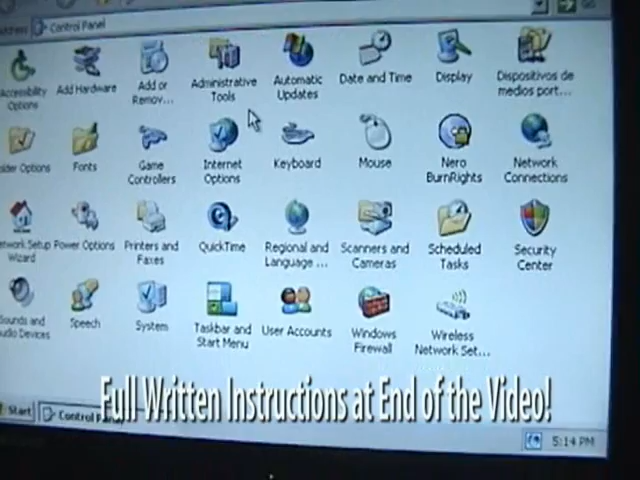 Control Panel
Accessibility Options
Add Hardware
Add or Remov...
Administrative Tools
Automatic Updates
Date and Time
Display
Dispositivos de medios port...
Folder Options
Fonts
Game Controllers
Internet Options
Keyboard
Mouse
Nero BurnRights
Network Connections
Network Setup Wizard
Power Options
Printers and Faxes
QuickTime
Regional and Language ...
Scanners and Cameras
Scheduled Tasks
Security Center
Sounds and Audio Devices
Speech
System
Taskbar and Start Menu
User Accounts
Windows Firewall
Wireless Network Set...
Full Written Instructions at End of the Video!
Start
Control Panel
5:14 PM